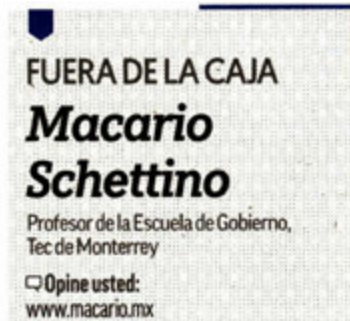 FUERA DE LA CAJA
Macario
Schettino
Profesor de la Escuela de Gobierno,
Tec de Monterrey
Opine usted:
www.macario.mx